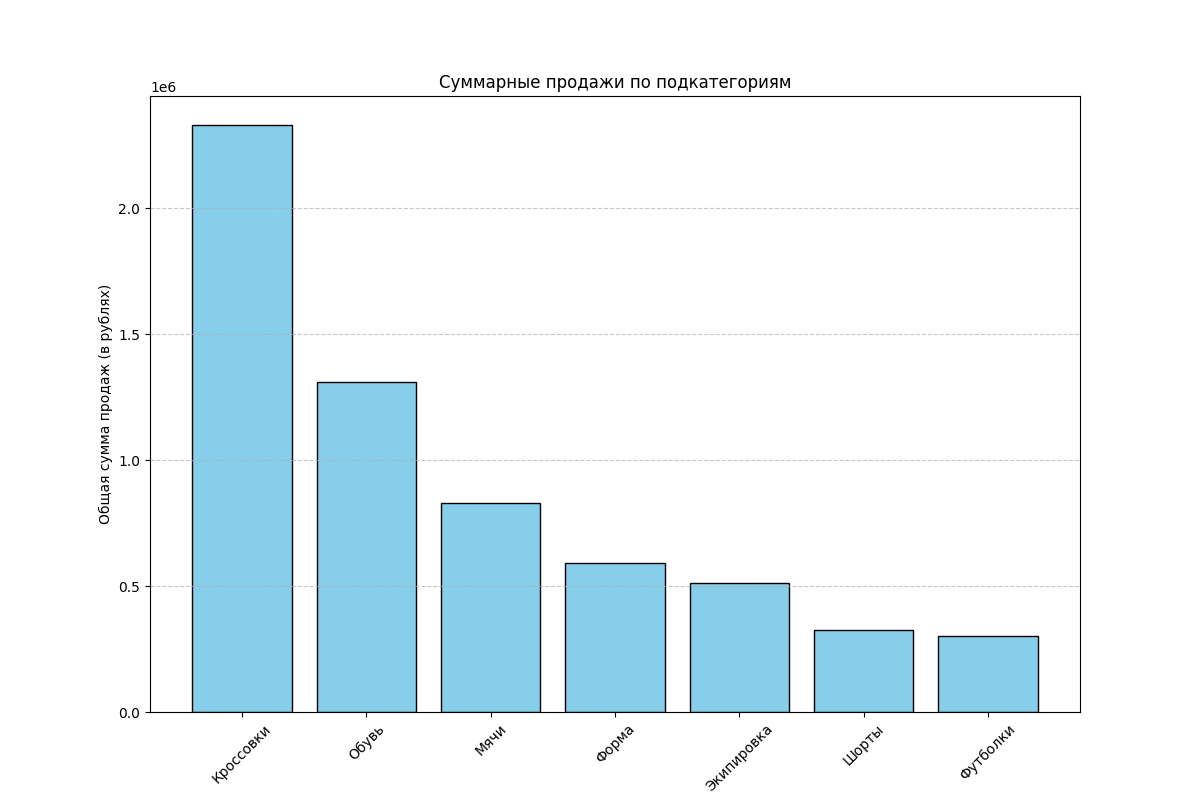 Суммарные продажи по подкатегориям
1e6
Общая сумма продаж (в рублях)
2.0
1.5
1.0
0.5
0.0
Кроссовки
Обувь
Мячи
Форма
Экипировка
Шорты
Футболки